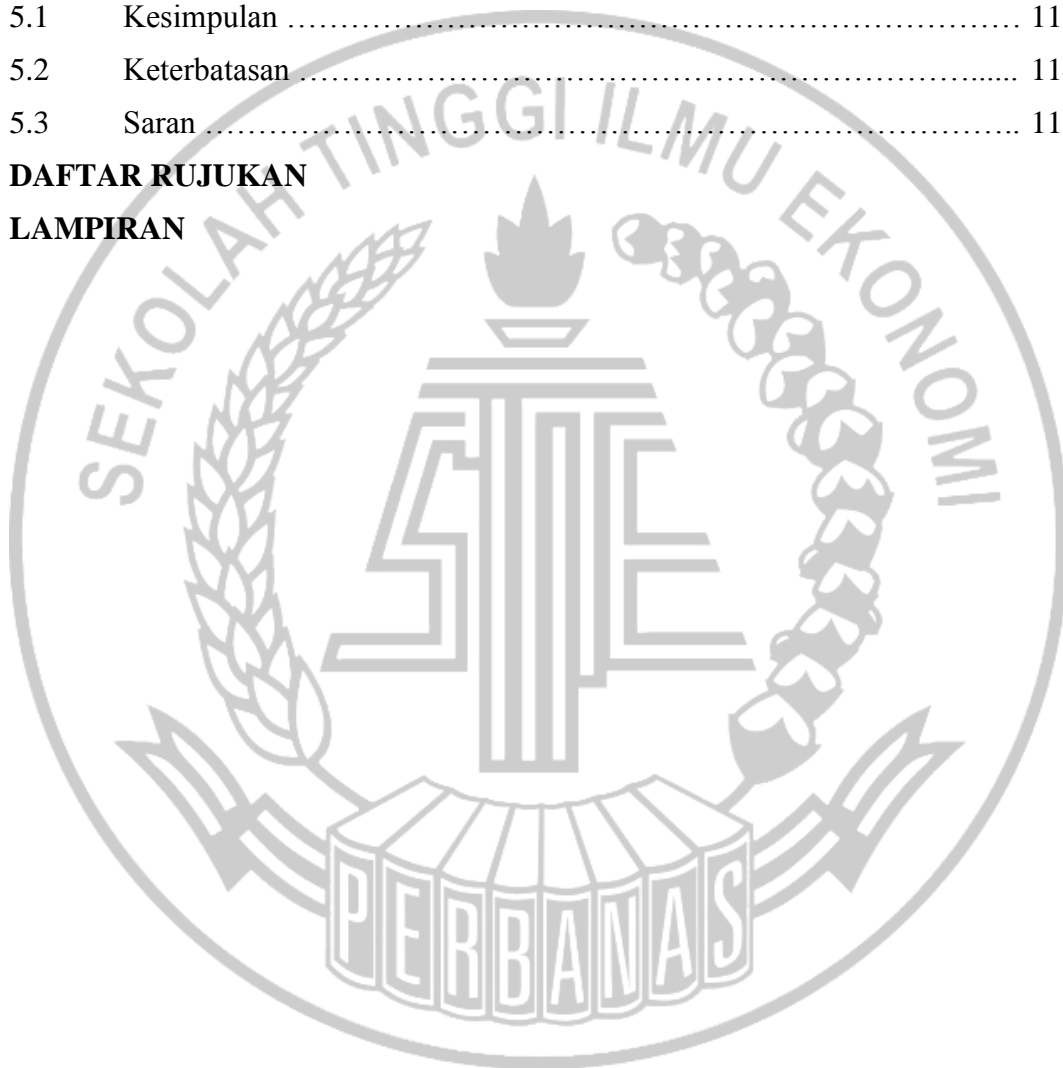 5.1 Kesimpulan ………………………………………………………………… 11
5.2 Keterbatasan ………………………………………………………...... 11
5.3 Saran ……………………………………………………………………….. 11
DAFTAR RUJUKAN
LAMPIRAN
SEKOLAH TINGGI ILMU EKONOMI
STIE
PERBANAS